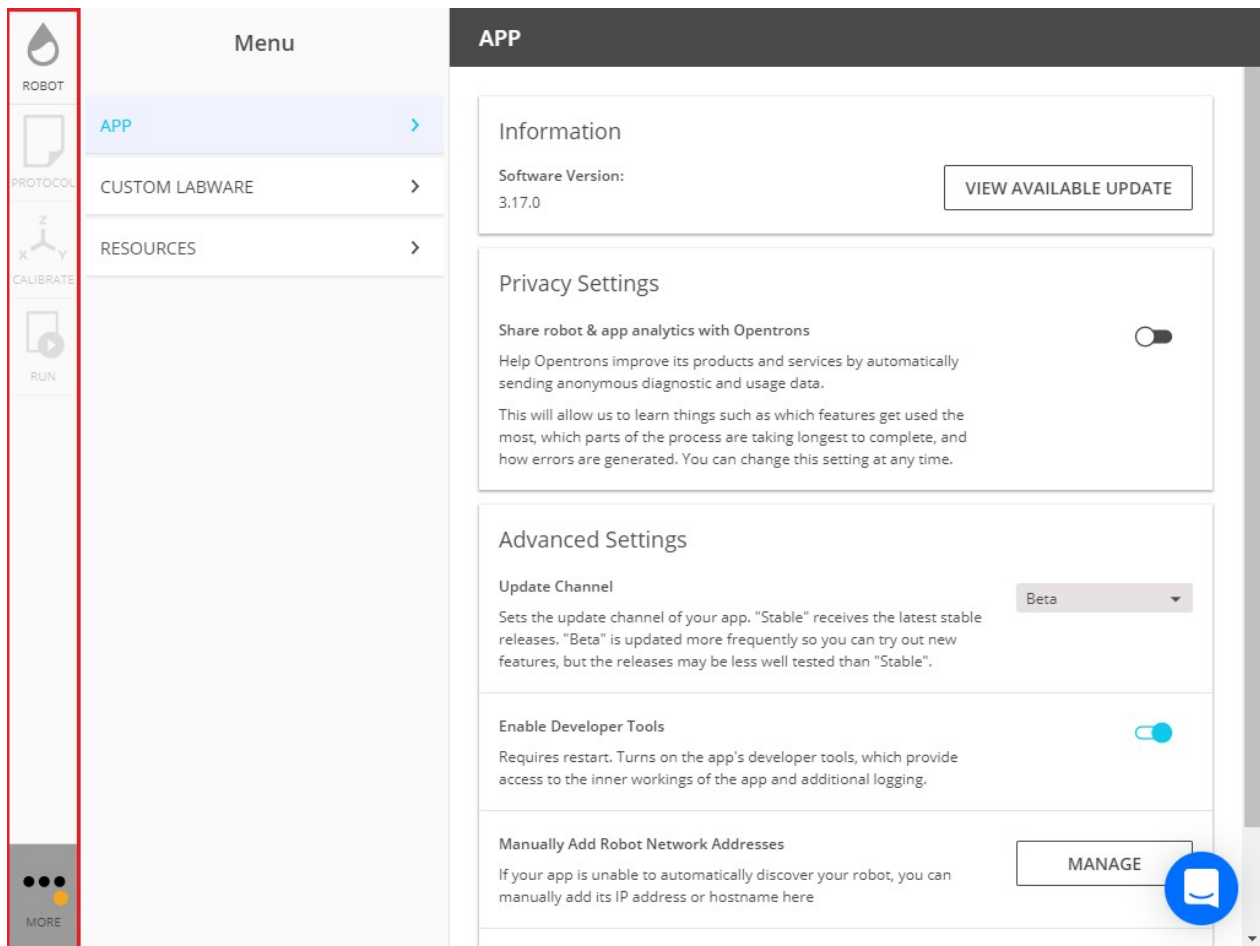 ROBOT
PROTOCOL
Z
X Y
CALIBRATE
RUN
MORE
Menu
APP
CUSTOM LABWARE
RESOURCES
APP
Information
Software Version:
3.17.0
VIEW AVAILABLE UPDATE
Privacy Settings
Share robot & app analytics with Opentrons
Help Opentrons improve its products and services by automatically
sending anonymous diagnostic and usage data.
This will allow us to learn things such as which features get used the
most, which parts of the process are taking longest to complete, and
how errors are generated. You can change this setting at any time.
Advanced Settings
Update Channel
Beta
Sets the update channel of your app. "Stable" receives the latest stable
releases. "Beta" is updated more frequently so you can try out new
features, but the releases may be less well tested than "Stable".
Enable Developer Tools
Requires restart. Turns on the app's developer tools, which provide
access to the inner workings of the app and additional logging.
Manually Add Robot Network Addresses
MANAGE
If your app is unable to automatically discover your robot, you can
manually add its IP address or hostname here